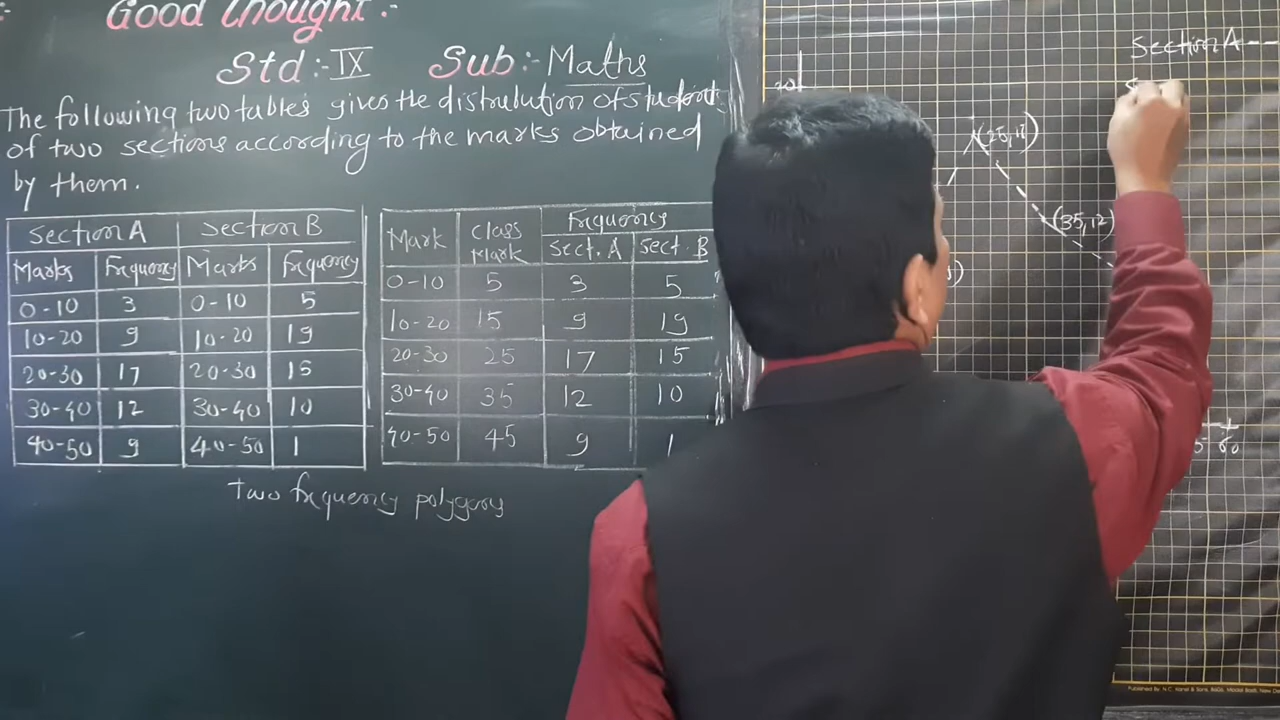 Good thought :-
Std :- IX Sub :- Maths
The following two tables gives the distribution of students
of two sections according to the marks obtained
by them.
Section A Section B
Marks Frequency Marks Frequency
0-10 3 0-10 5
10-20 9 10-20 19
20-30 17 20-30 15
30-40 12 30-40 10
40-50 9 40-50 1
Mark Class Mark Frequency
Sect. A Sect. B
0-10 5 3 5
10-20 15 9 19
20-30 25 17 15
30-40 35 12 10
40-50 45 9 1
Two frequency polygons
Section A --
20
(35,12)
60